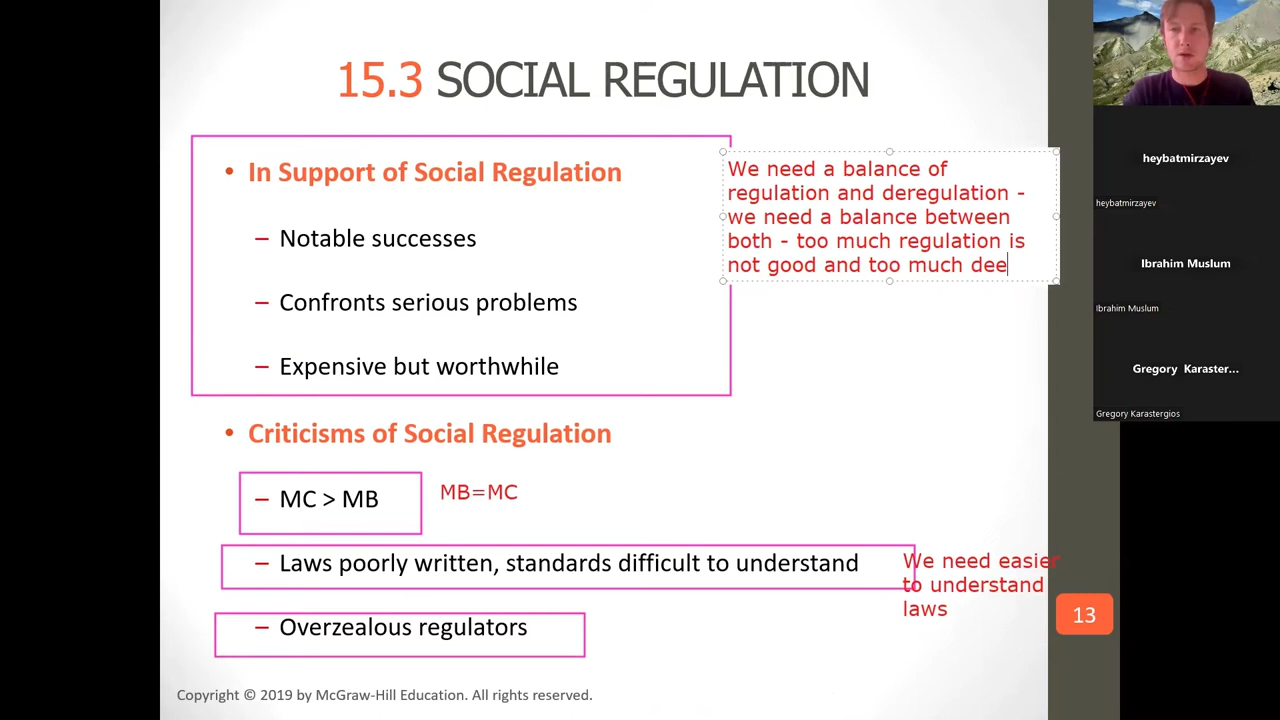 15.3 SOCIAL REGULATION
• In Support of Social Regulation
– Notable successes
– Confronts serious problems
– Expensive but worthwhile
We need a balance of
regulation and deregulation -
we need a balance between
both - too much regulation is
not good and too much dee
• Criticisms of Social Regulation
– MC > MB
MB=MC
– Laws poorly written, standards difficult to understand
We need easier
to understand
laws
– Overzealous regulators
13
Copyright © 2019 by McGraw-Hill Education. All rights reserved.
heybatmirzayev
heybatmirzayev
Ibrahim Muslum
Ibrahim Muslum
Gregory Karaster...
Gregory Karastergios